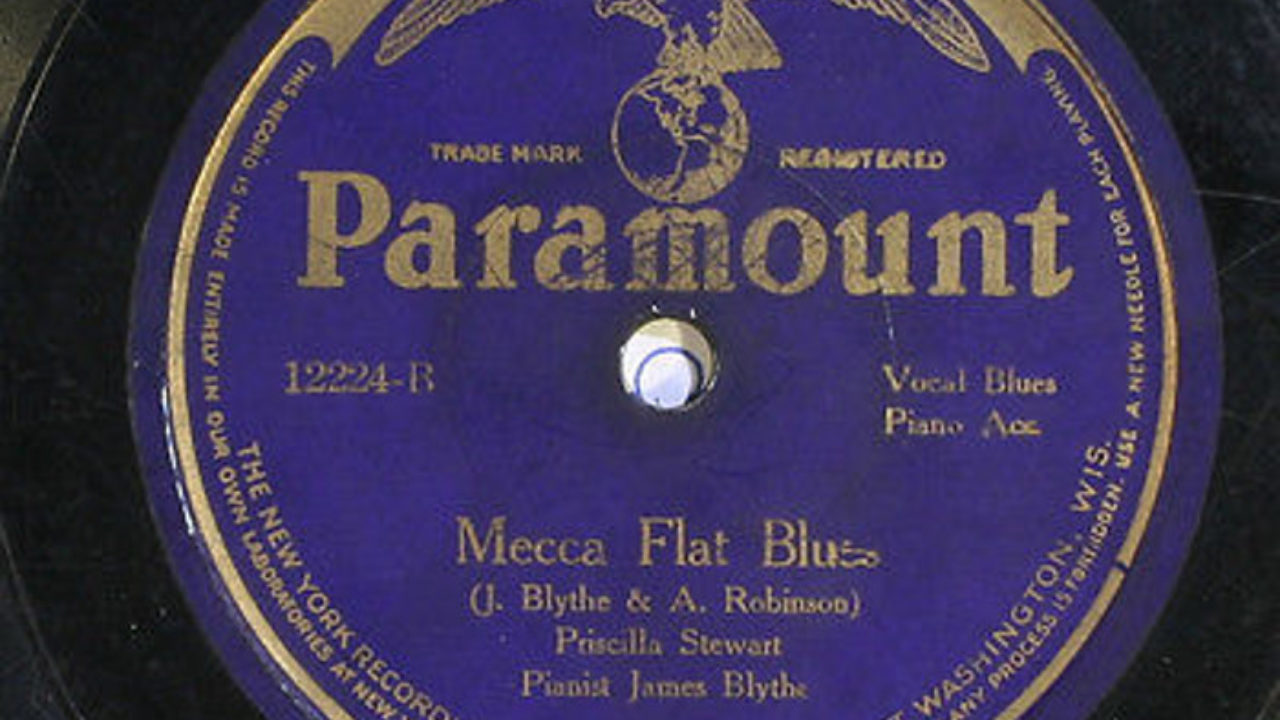 TRADE MARK REGISTERED
Paramount
12224-B
Vocal Blues
Piano Acc.
Mecca Flat Blues
(J. Blythe & A. Robinson)
Priscilla Stewart
Pianist James Blythe
THE NEW YORK RECORD
WASHINGTON, WIS.
THIS RECORD IS MADE ENTIRELY IN OUR OWN LABORATORIES AT NEW
ANY PROCESS IS FORBIDDEN. USE A NEW NEEDLE FOR EACH PLAYING